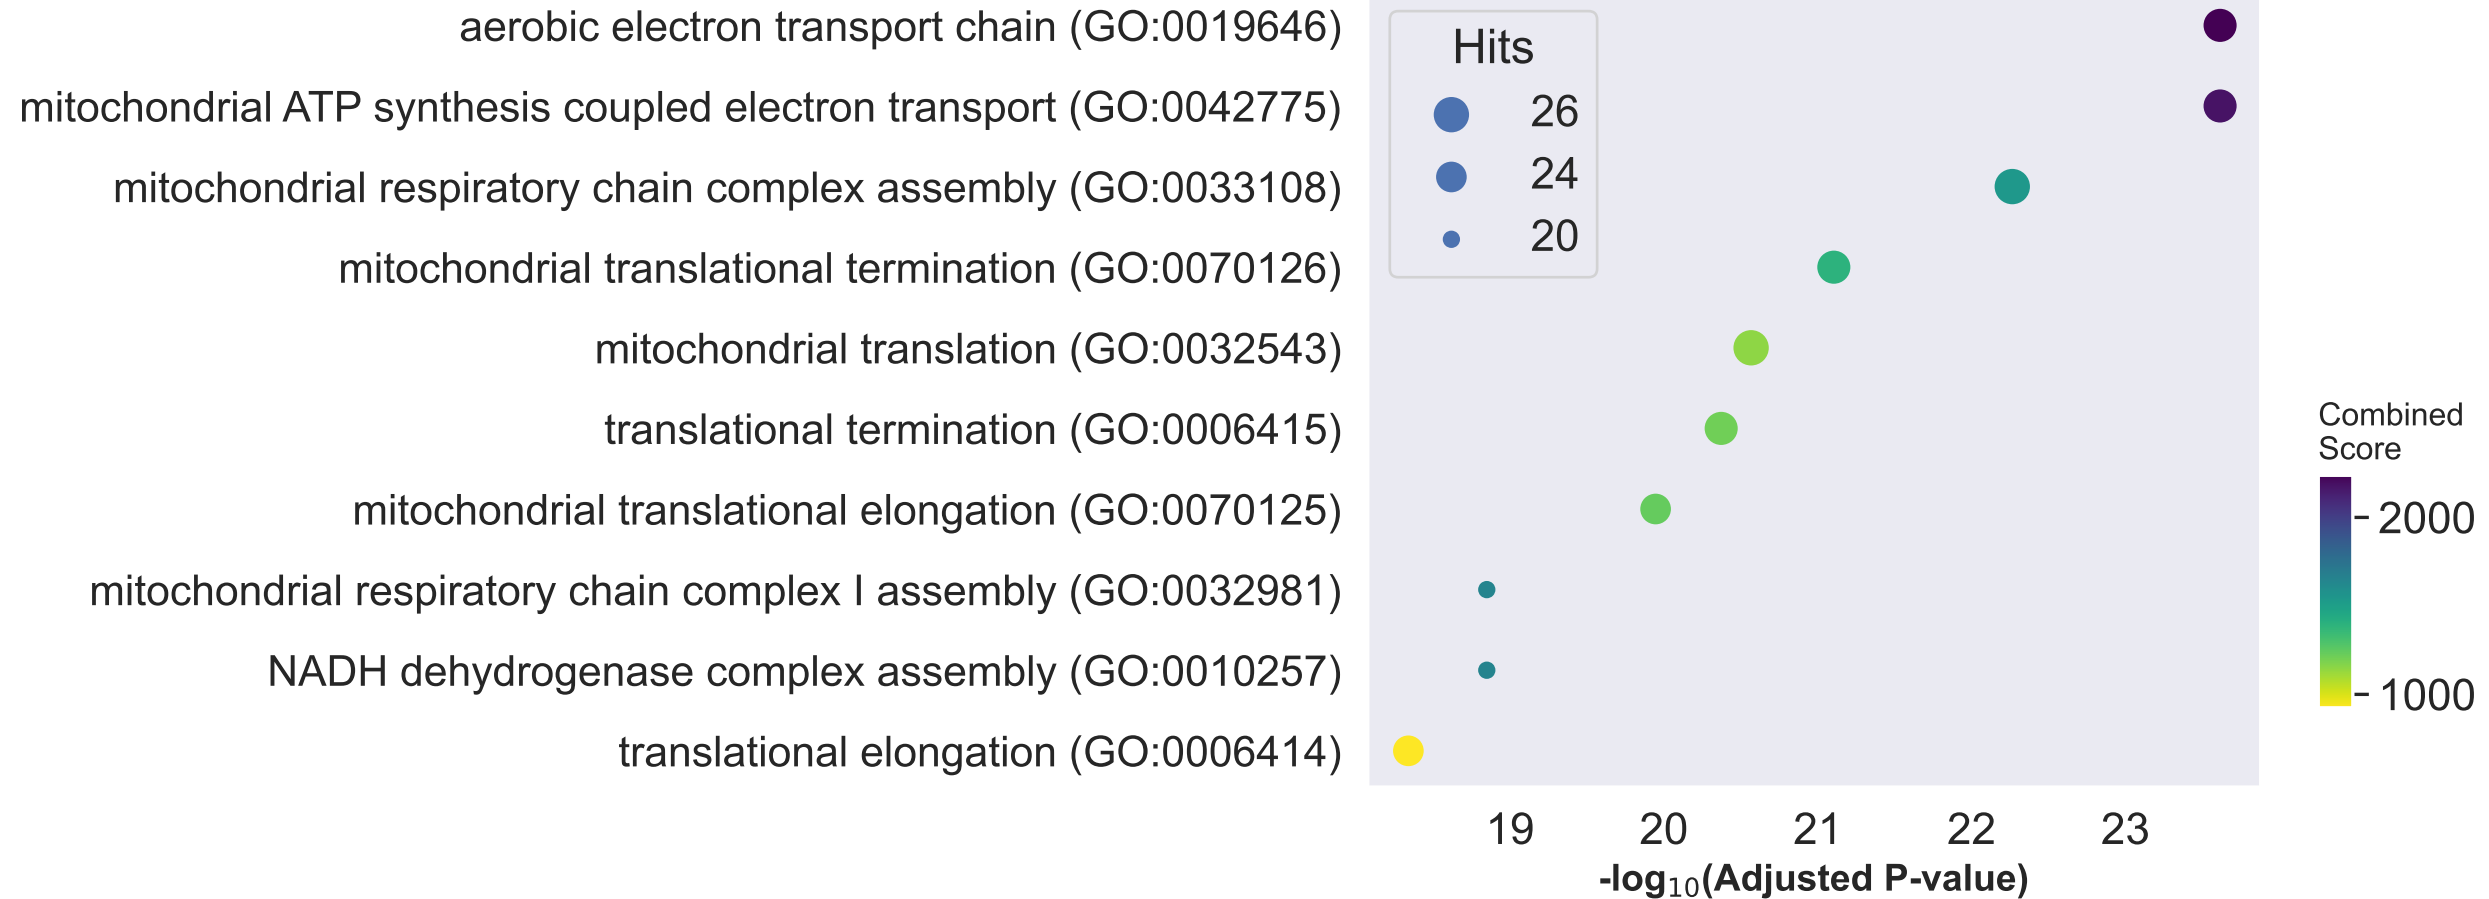 aerobic electron transport chain (GO:0019646)
mitochondrial ATP synthesis coupled electron transport (GO:0042775)
mitochondrial respiratory chain complex assembly (GO:0033108)
mitochondrial translational termination (GO:0070126)
mitochondrial translation (GO:0032543)
translational termination (GO:0006415)
mitochondrial translational elongation (GO:0070125)
mitochondrial respiratory chain complex I assembly (GO:0032981)
NADH dehydrogenase complex assembly (GO:0010257)
translational elongation (GO:0006414)
Hits
26
24
20
19 20 21 22 23
-log₁₀(Adjusted P-value)
Combined
Score
2000
1000